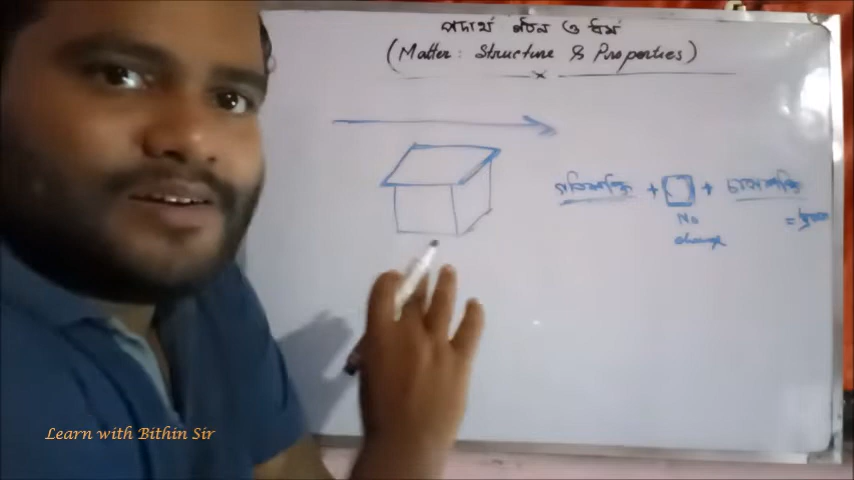 পদার্থ গঠন ও ধর্ম
(Matter: Structure & Properties)
x
গতিশক্তি + + চাপশক্তি
No
change
= ধ্রুবক
Learn with Bithin Sir